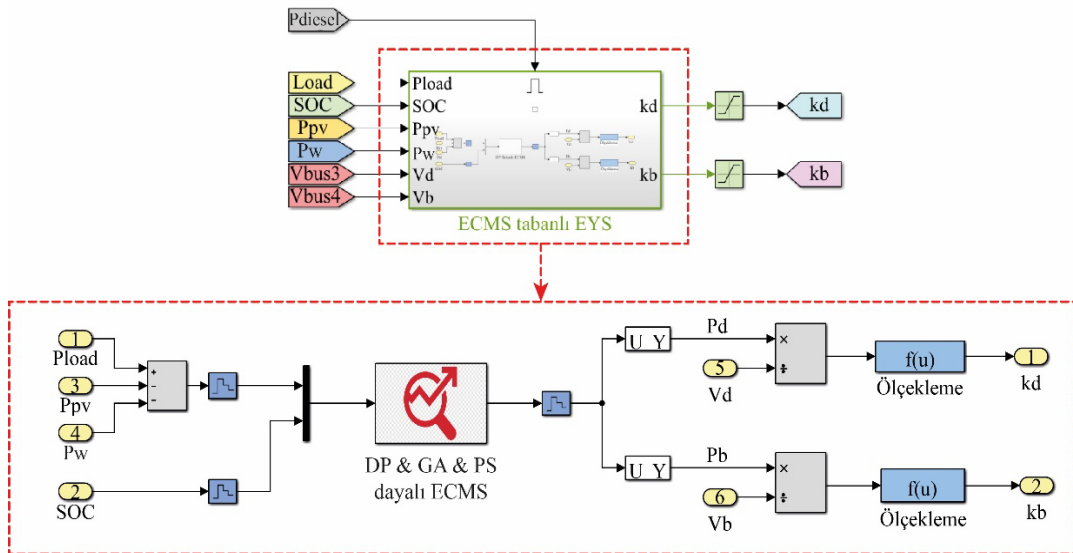 Pdiesel
Load
SOC
Ppv
Pw
Vbus3
Vbus4
Pload
SOC
Ppv
Pw
Vd
Vb
kd
kb
kd
kb
ECMS tabanlı EYS
1
Pload
3
Ppv
4
Pw
2
SOC
+
−
−
DP & GA & PS
dayalı ECMS
U Y
Pd
5
Vd
×
÷
f(u)
Ölçekleme
1
kd
U Y
Pb
6
Vb
×
÷
f(u)
Ölçekleme
2
kb